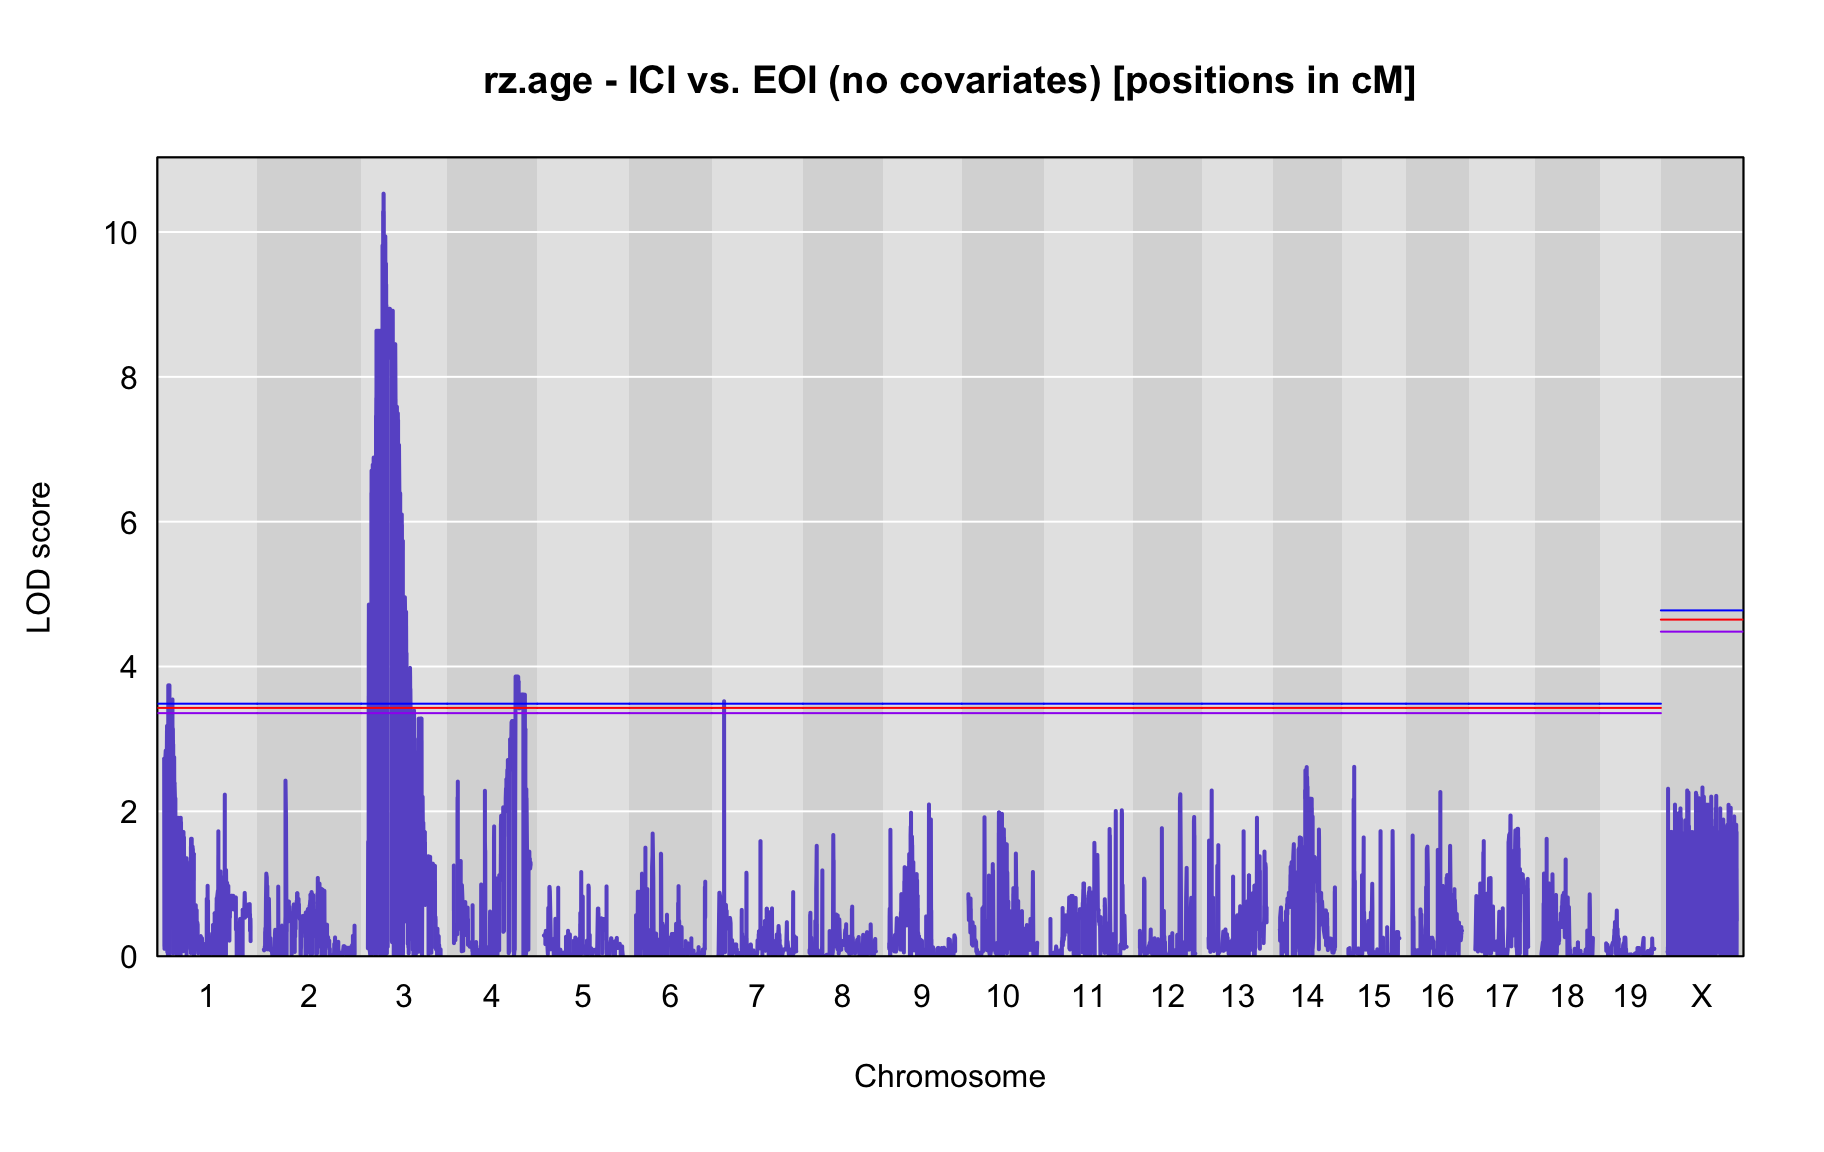 rz.age - ICI vs. EOI (no covariates) [positions in cM]
10
8
6
4
2
0
LOD score
1 2 3 4 5 6 7 8 9 10 11 12 13 14 15 16 17 18 19 X
Chromosome